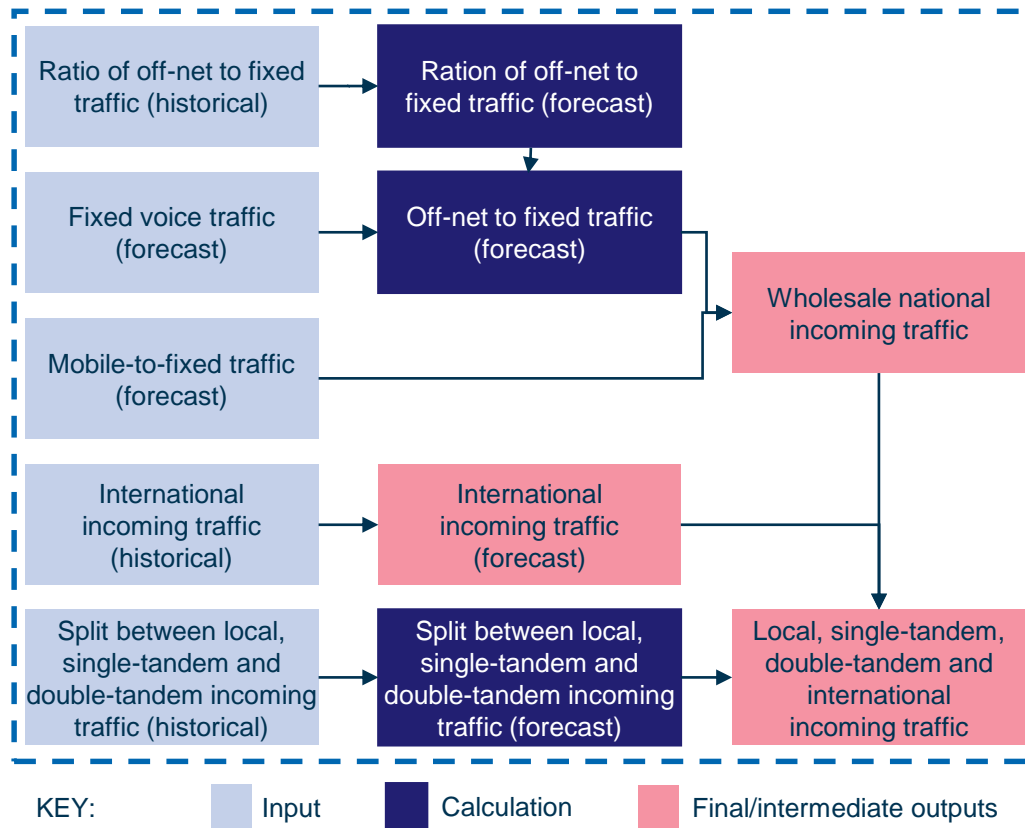 Ratio of off-net to fixed
traffic (historical)
Ration of off-net to
fixed traffic (forecast)
Fixed voice traffic
(forecast)
Off-net to fixed traffic
(forecast)
Wholesale national
incoming traffic
Mobile-to-fixed traffic
(forecast)
International
incoming traffic
(historical)
International
incoming traffic
(forecast)
Split between local,
single-tandem and
double-tandem incoming
traffic (historical)
Split between local,
single-tandem and
double-tandem incoming
traffic (forecast)
Local, single-tandem,
double-tandem and
international
incoming traffic
KEY:
Input
Calculation
Final/intermediate outputs